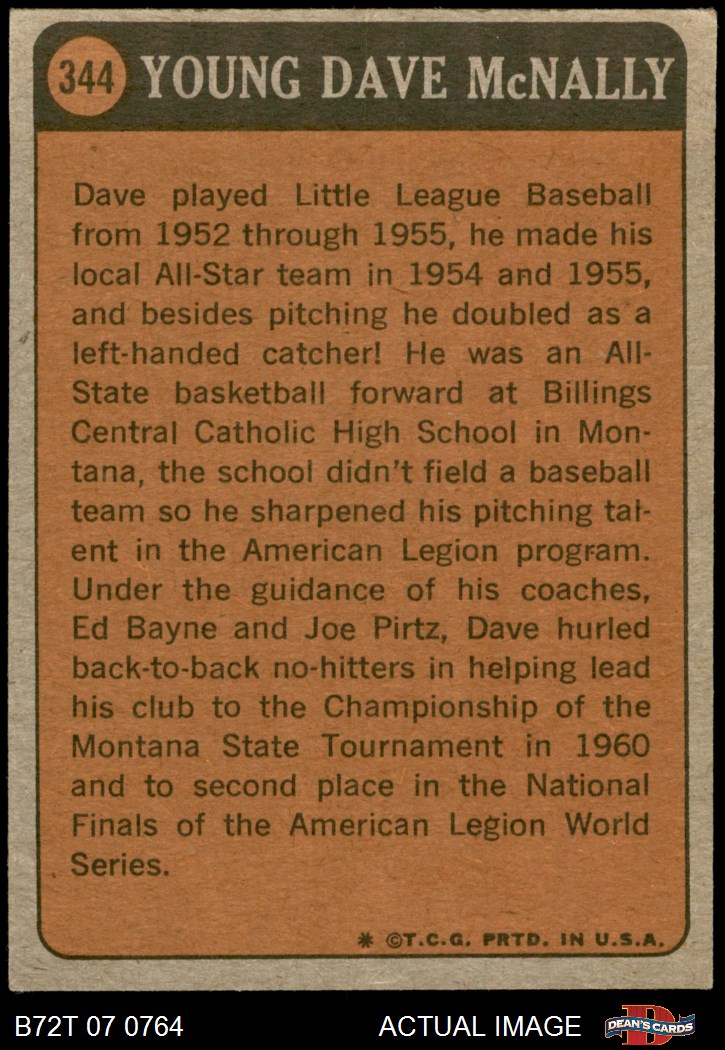 344 YOUNG DAVE McNALLY
Dave played Little League Baseball
from 1952 through 1955, he made his
local All-Star team in 1954 and 1955,
and besides pitching he doubled as a
left-handed catcher! He was an All-
State basketball forward at Billings
Central Catholic High School in Mon-
tana, the school didn't field a baseball
team so he sharpened his pitching tal-
ent in the American Legion program.
Under the guidance of his coaches,
Ed Bayne and Joe Pirtz, Dave hurled
back-to-back no-hitters in helping lead
his club to the Championship of the
Montana State Tournament in 1960
and to second place in the National
Finals of the American Legion World
Series.
* ©T.C.G. PRTD. IN U.S.A.
B72T 07 0764 ACTUAL IMAGE D DEAN'S CARDS